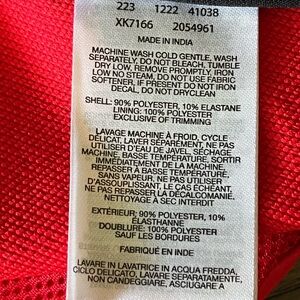 223 1222 41038
XK7166 2054961
MADE IN INDIA
MACHINE WASH COLD GENTLE, WASH
SEPARATELY, DO NOT BLEACH, TUMBLE
DRY LOW, REMOVE PROMPTLY, IRON
LOW NO STEAM, DO NOT USE FABRIC
SOFTENER, IF PRESENT DO NOT IRON
DECAL, DO NOT DRYCLEAN
SHELL: 90% POLYESTER, 10% ELASTANE
LINING: 100% POLYESTER
EXCLUSIVE OF TRIMMING
LAVAGE MACHINE À FROID, CYCLE
DÉLICAT, LAVER SÉPARÉMENT, NE PAS
UTILISER D'EAU DE JAVEL, SÉCHAGE
MACHINE, BASSE TEMPÉRATURE, SORTIR
IMMÉDIATEMENT DE LA MACHINE,
REPASSER À BASSE TEMPÉRATURE,
SANS VAPEUR, NE PAS UTILISER
D'ASSOUPLISSANT, LE CAS ÉCHÉANT,
NE PAS REPASSER LA DÉCALCOMANIE,
NETTOYAGE À SEC INTERDIT
EXTÉRIEUR: 90% POLYESTER, 10%
ÉLASTHANNE
DOUBLURE: 100% POLYESTER
SAUF LES BORDURES
FABRIQUÉ EN INDE
LAVARE IN LAVATRICE IN ACQUA FREDDA,
CICLO DELICATO, LAVARE SEPARATAMENTE,
NON CANDEGGIARE, ASCIUGARE A